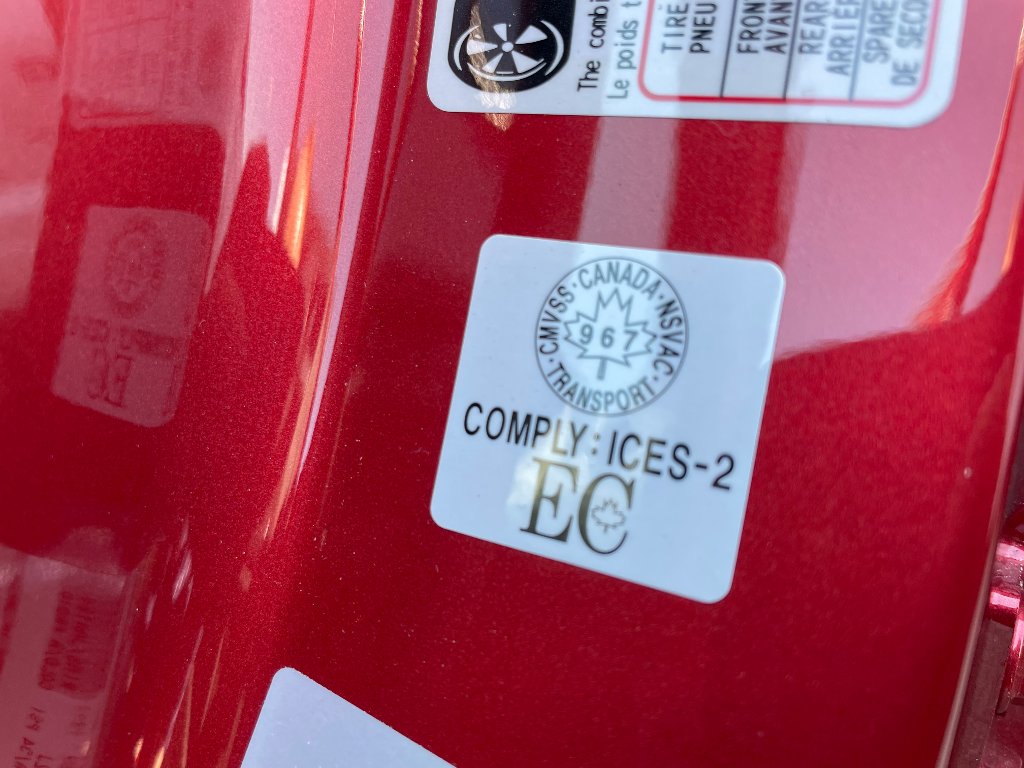 The combi
Le poids t
TIRE
PNEU
FRON
AVAN
REAR
ARRIÈR
SPARE
DE SECO
CANADA·NSVAC·TRANSPORT·CMVSS·
967
COMPLY:ICES-2
EC